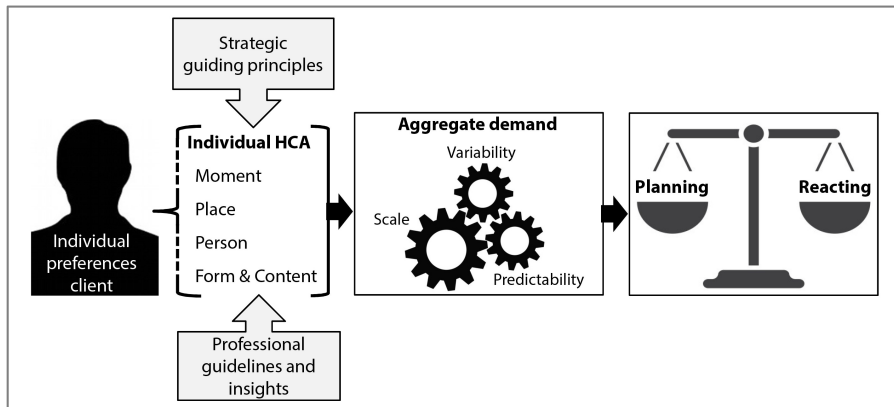 Strategic
guiding principles
Individual
preferences
client
Individual HCA
Moment
Place
Person
Form & Content
Professional
guidelines and
insights
Aggregate demand
Variability
Scale
Predictability
Planning
Reacting